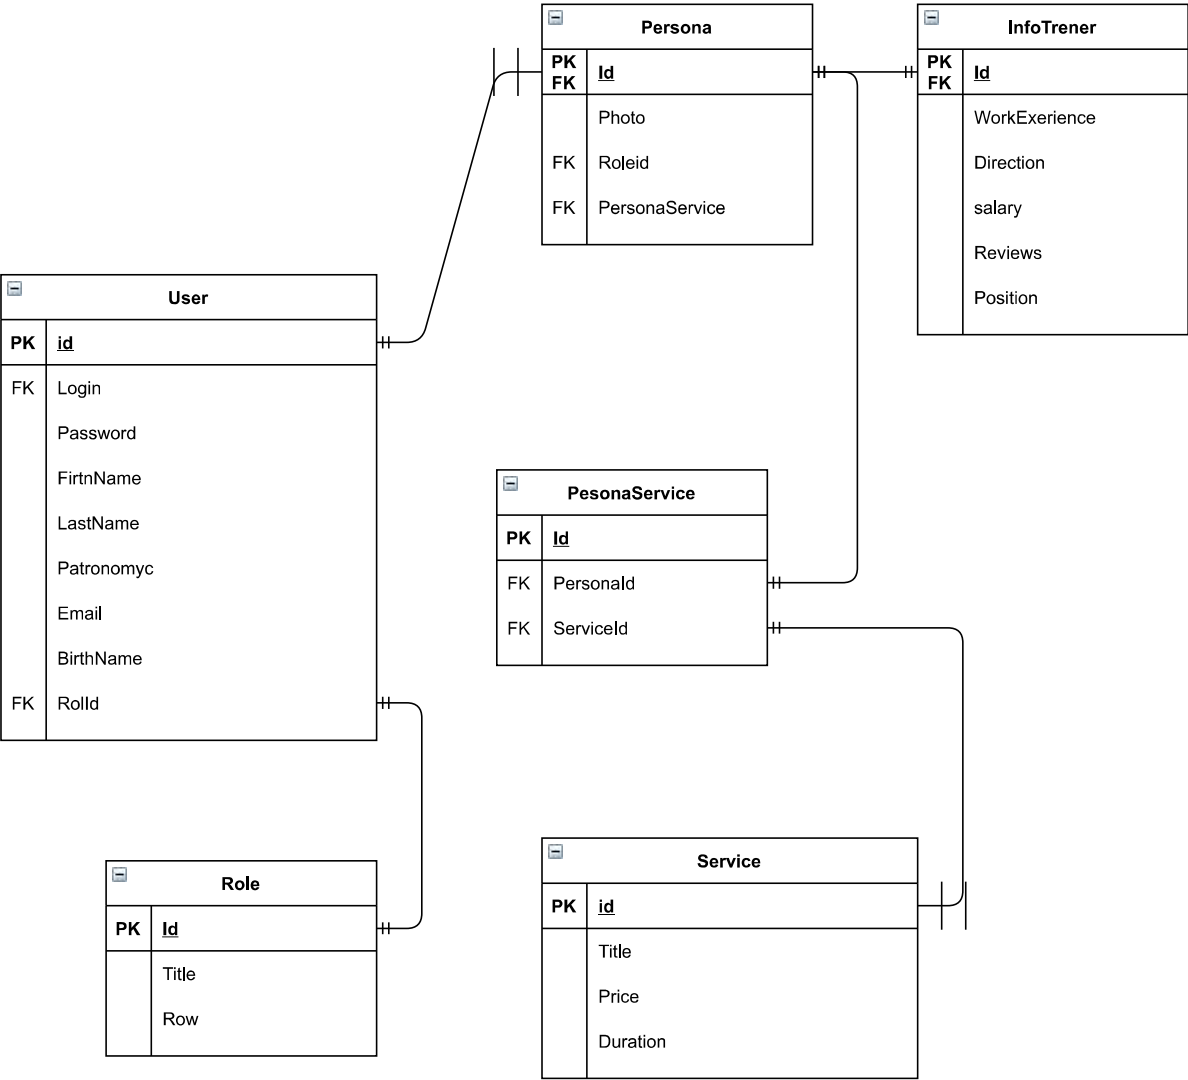 Persona
PK
FK
Id
Photo
FK Roleid
FK PersonaService
InfoTrener
PK
FK
Id
WorkExerience
Direction
salary
Reviews
Position
User
PK id
FK Login
Password
FirtnName
LastName
Patronomyc
Email
BirthName
FK RolId
PesonaService
PK Id
FK PersonaId
FK ServiceId
Role
PK Id
Title
Row
Service
PK id
Title
Price
Duration